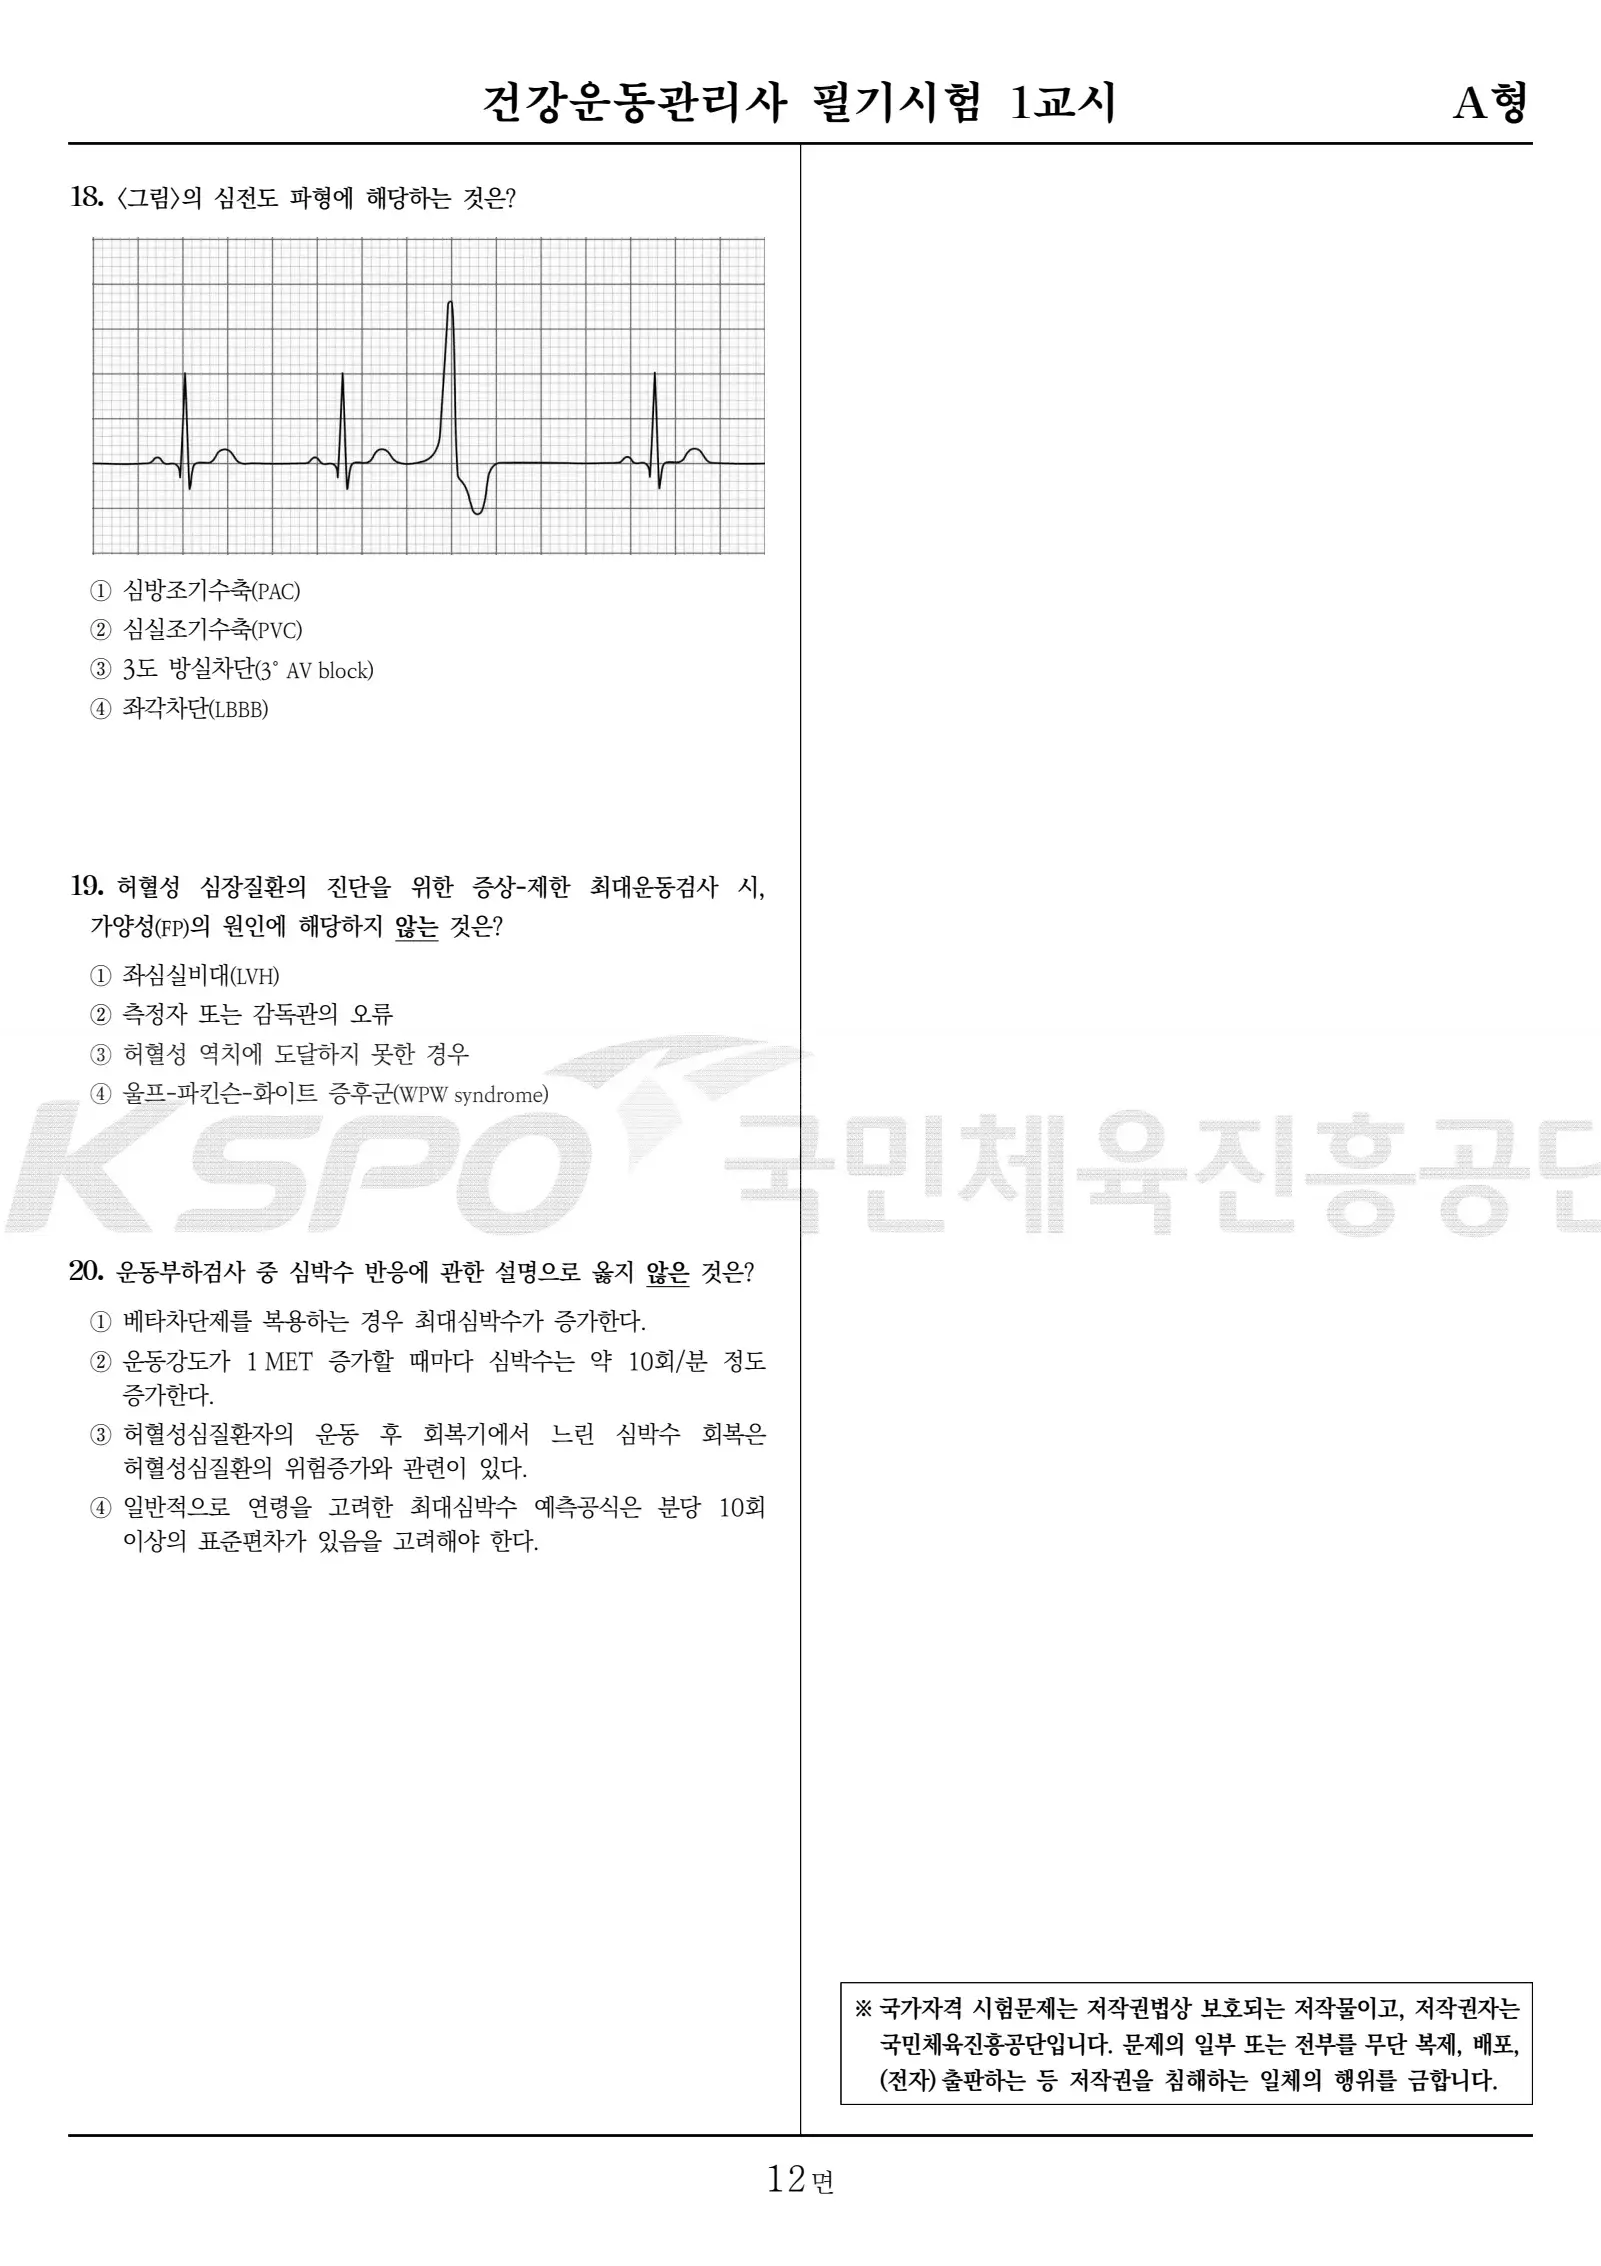 건강운동관리사 필기시험 1교시 A형
18. 〈그림〉의 심전도 파형에 해당하는 것은?
① 심방조기수축(PAC)
② 심실조기수축(PVC)
③ 3도 방실차단(3° AV block)
④ 좌각차단(LBBB)
19. 허혈성 심장질환의 진단을 위한 증상-제한 최대운동검사 시,
가양성(FP)의 원인에 해당하지 않는 것은?
① 좌심실비대(LVH)
② 측정자 또는 감독관의 오류
③ 허혈성 역치에 도달하지 못한 경우
④ 울프-파킨슨-화이트 증후군(WPW syndrome)
KSPO 국민체육진흥공단
20. 운동부하검사 중 심박수 반응에 관한 설명으로 옳지 않은 것은?
① 베타차단제를 복용하는 경우 최대심박수가 증가한다.
② 운동강도가 1 MET 증가할 때마다 심박수는 약 10회/분 정도
증가한다.
③ 허혈성심질환자의 운동 후 회복기에서 느린 심박수 회복은
허혈성심질환의 위험증가와 관련이 있다.
④ 일반적으로 연령을 고려한 최대심박수 예측공식은 분당 10회
이상의 표준편차가 있음을 고려해야 한다.
※ 국가자격 시험문제는 저작권법상 보호되는 저작물이고, 저작권자는
국민체육진흥공단입니다. 문제의 일부 또는 전부를 무단 복제, 배포,
(전자) 출판하는 등 저작권을 침해하는 일체의 행위를 금합니다.
12면